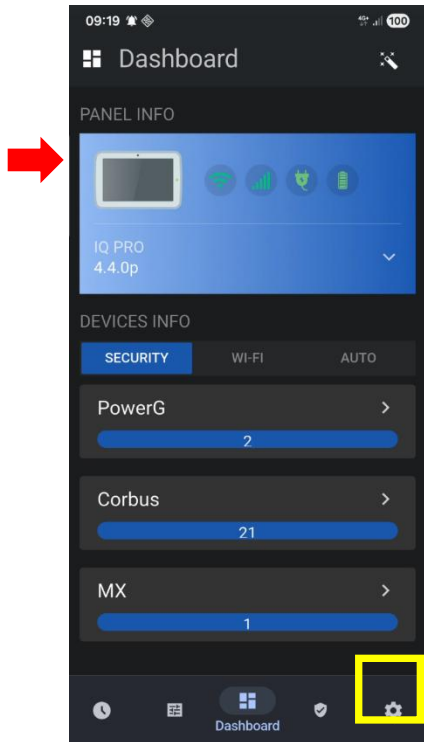 09:19 4G+ 100
Dashboard
PANEL INFO
IQ PRO
4.4.0p
DEVICES INFO
SECURITY WI-FI AUTO
PowerG
2
Corbus
21
MX
1
Dashboard